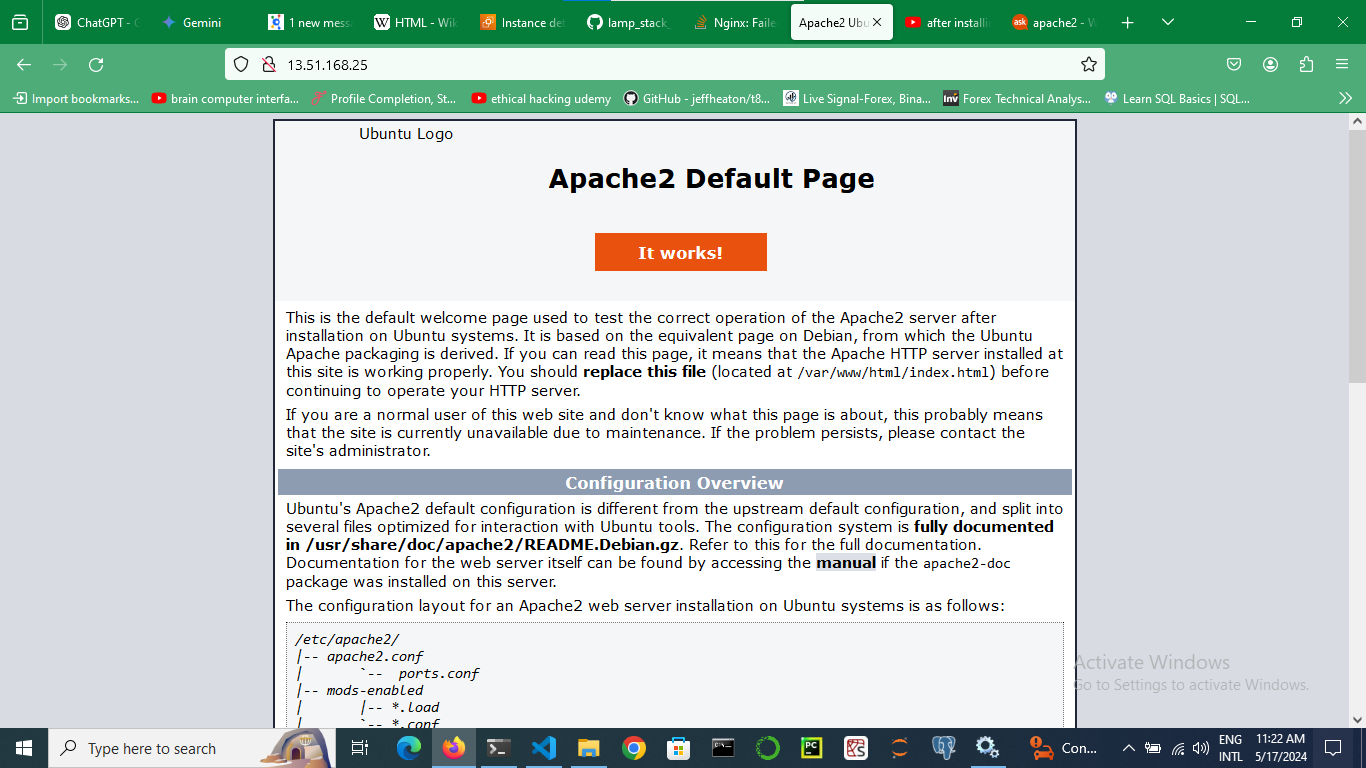 ChatGPT - C
Gemini
1 new mess
HTML - Wik
Instance det
lamp_stack_
Nginx: Faile
Apache2 Ubu
after installi
apache2 - W
13.51.168.25
Import bookmarks...
brain computer interfa...
Profile Completion, St...
ethical hacking udemy
GitHub - jeffheaton/t8...
Live Signal-Forex, Bina...
Forex Technical Analys...
Learn SQL Basics | SQL...
Ubuntu Logo
Apache2 Default Page
It works!
This is the default welcome page used to test the correct operation of the Apache2 server after
installation on Ubuntu systems. It is based on the equivalent page on Debian, from which the Ubuntu
Apache packaging is derived. If you can read this page, it means that the Apache HTTP server installed at
this site is working properly. You should replace this file (located at /var/www/html/index.html) before
continuing to operate your HTTP server.
If you are a normal user of this web site and don't know what this page is about, this probably means
that the site is currently unavailable due to maintenance. If the problem persists, please contact the
site's administrator.
Configuration Overview
Ubuntu's Apache2 default configuration is different from the upstream default configuration, and split into
several files optimized for interaction with Ubuntu tools. The configuration system is fully documented
in /usr/share/doc/apache2/README.Debian.gz. Refer to this for the full documentation.
Documentation for the web server itself can be found by accessing the manual if the apache2-doc
package was installed on this server.
The configuration layout for an Apache2 web server installation on Ubuntu systems is as follows:
/etc/apache2/
|-- apache2.conf
|       `--  ports.conf
|-- mods-enabled
|       |-- *.load
|       `-- *.conf
Activate Windows
Go to Settings to activate Windows.
Type here to search
Con...
ENG
INTL
11:22 AM
5/17/2024